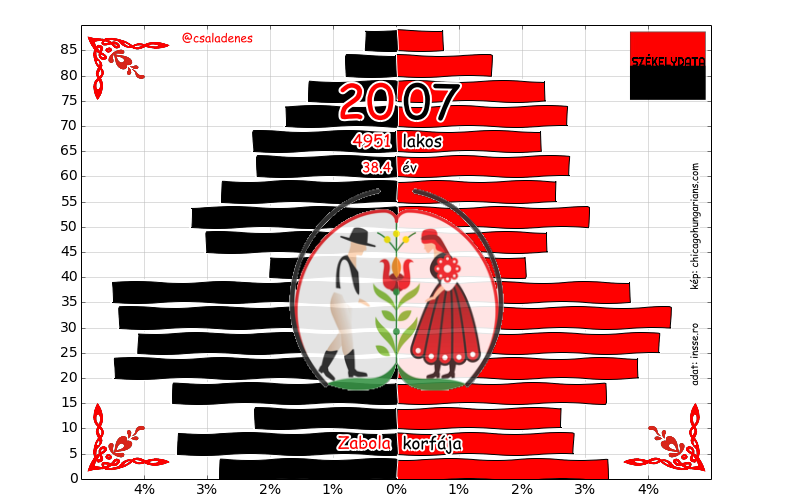 @csaladenes
SZÉKELYDATA
2007
4951 lakos
38.4 év
kép: chicagohungarians.com
adat: insse.ro
Zabola korfája
85
80
75
70
65
60
55
50
45
40
35
30
25
20
15
10
5
0
4% 3% 2% 1% 0% 1% 2% 3% 4%